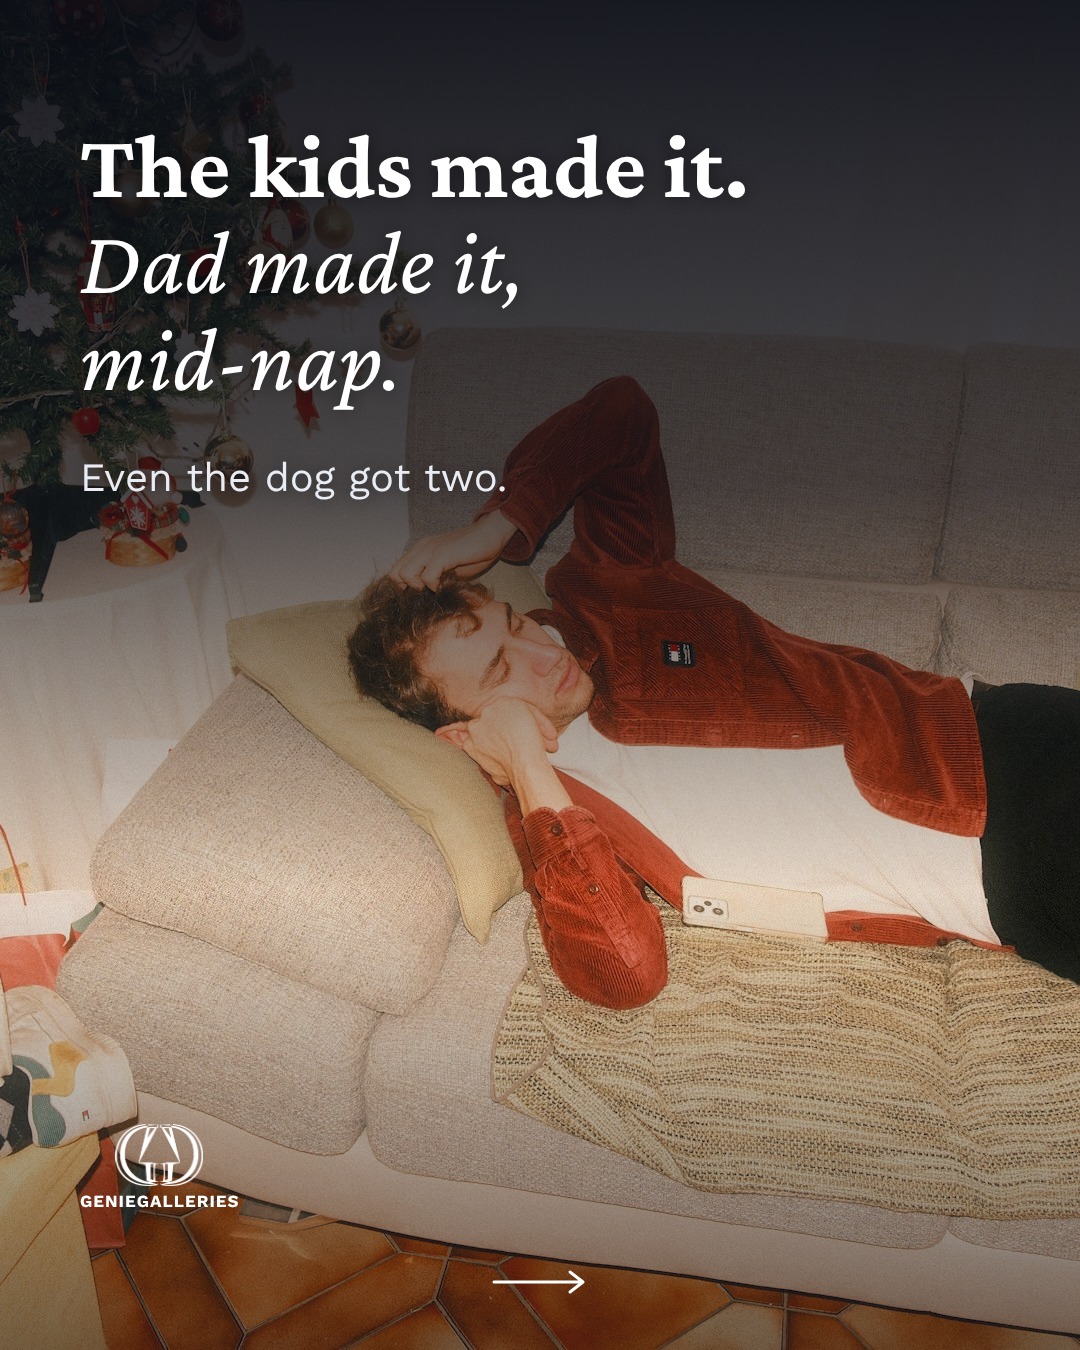 The kids made it.
Dad made it,
mid-nap.
Even the dog got two.
GENIEGALLERIES